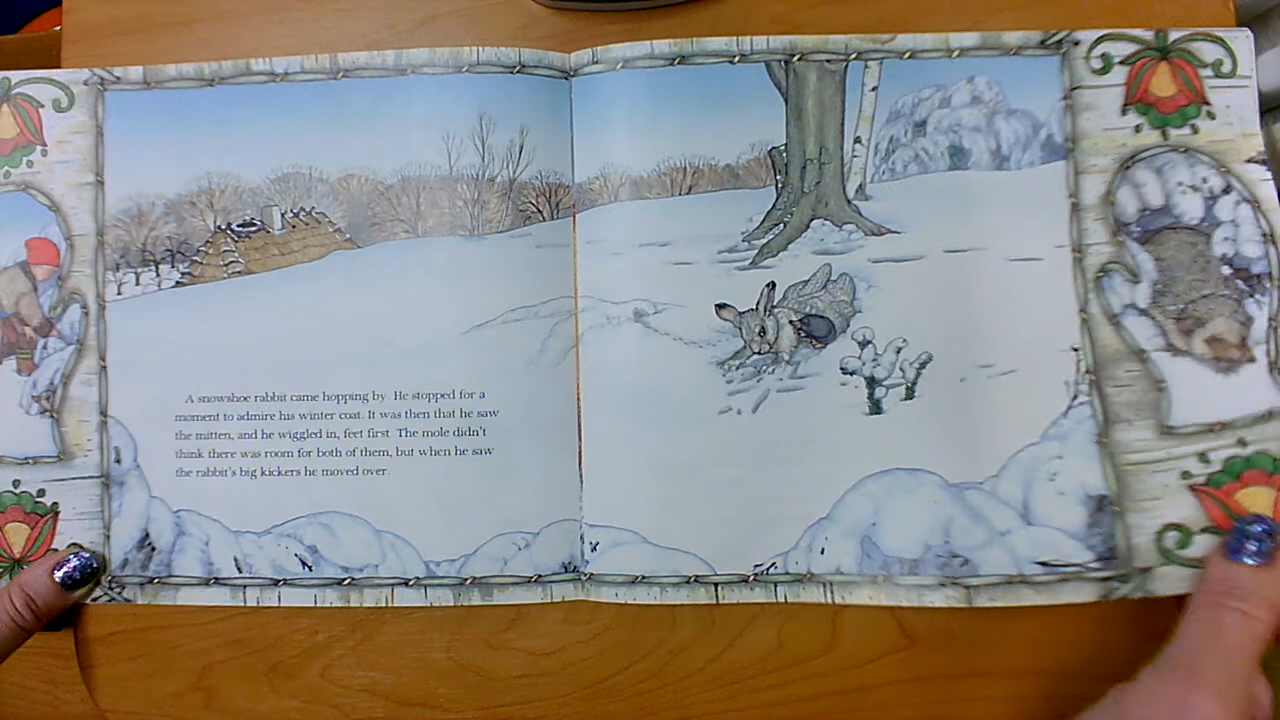 A snowshoe rabbit came hopping by. He stopped for a
moment to admire his winter coat. It was then that he saw
the mitten, and he wiggled in, feet first. The mole didn't
think there was room for both of them, but when he saw
the rabbit's big kickers he moved over.